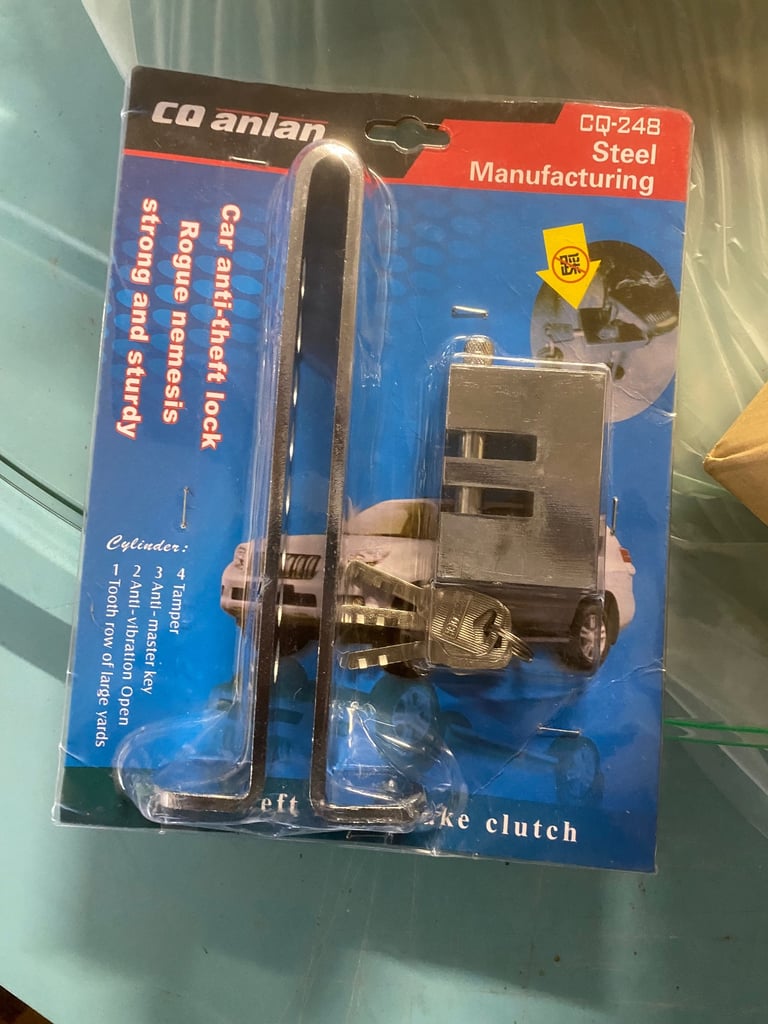 CQ anlan
CQ-248
Steel
Manufacturing
Car anti-theft lock
Rogue nemesis
strong and sturdy
踩
Cylinder:
4 Tamper
3 Anti-master key
2 Anti-vibration Open
1 Tooth row of large yards
clutch